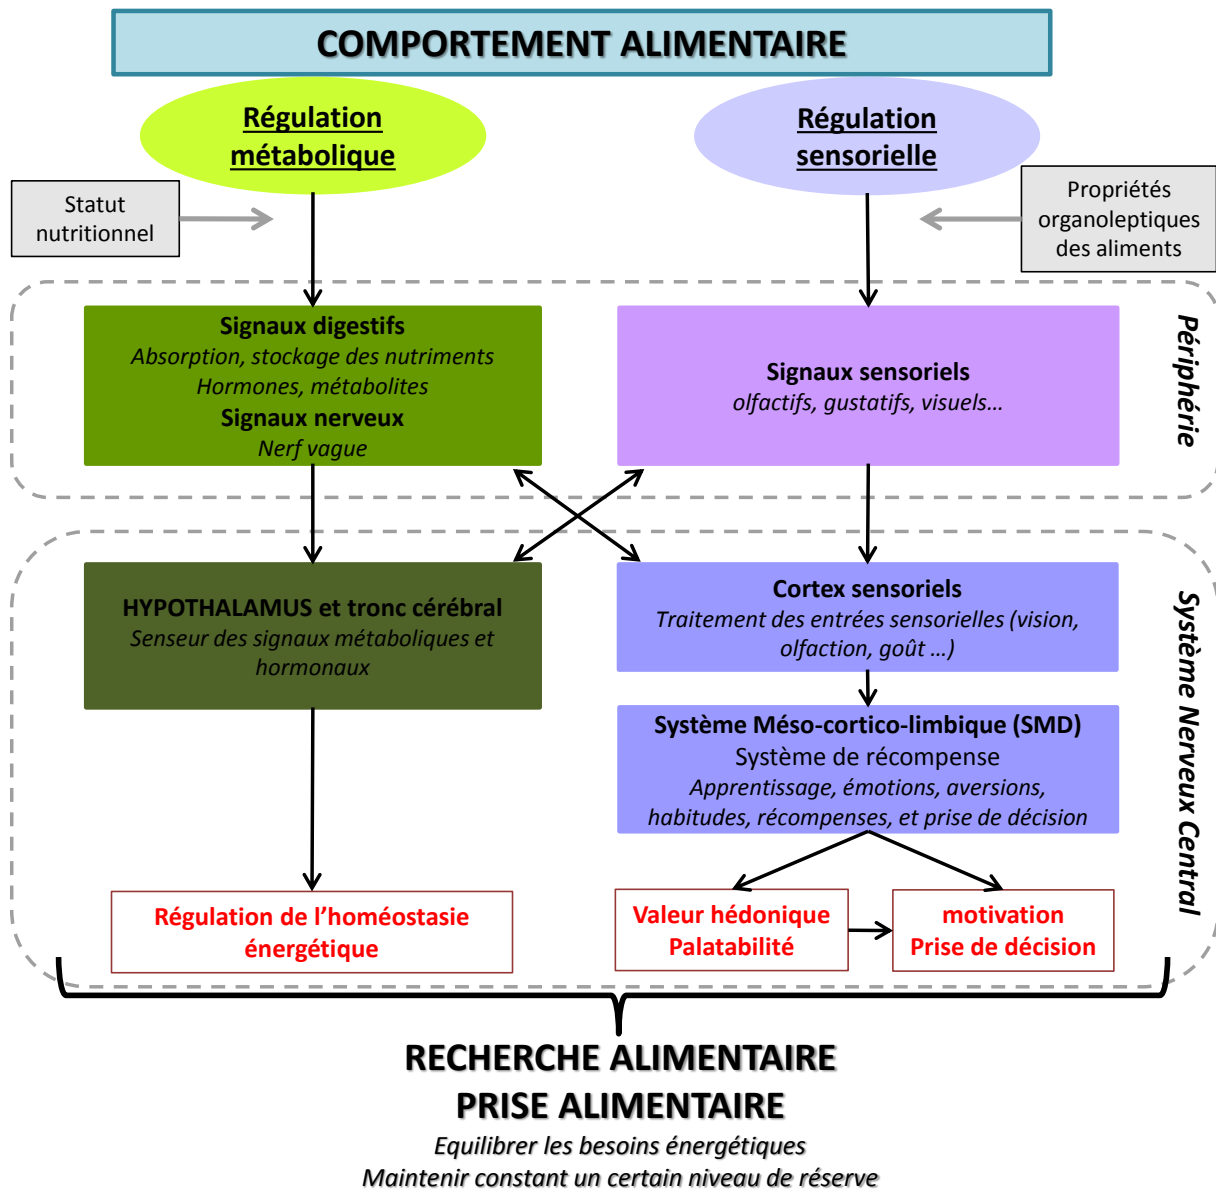 COMPORTEMENT ALIMENTAIRE
Régulation
métabolique
Régulation
sensorielle
Statut
nutritionnel
Propriétés
organoleptiques
des aliments
Signaux digestifs
Absorption, stockage des nutriments
Hormones, métabolites
Signaux nerveux
Nerf vague
Signaux sensoriels
olfactifs, gustatifs, visuels...
Périphérie
HYPOTHALAMUS et tronc cérébral
Senseur des signaux métaboliques et
hormonaux
Cortex sensoriels
Traitement des entrées sensorielles (vision,
olfaction, goût ...)
Système Méso-cortico-limbique (SMD)
Système de récompense
Apprentissage, émotions, aversions,
habitudes, récompenses, et prise de décision
Système Nerveux Central
Régulation de l'homéostasie
énergétique
Valeur hédonique
Palatabilité
motivation
Prise de décision
RECHERCHE ALIMENTAIRE
PRISE ALIMENTAIRE
Equilibrer les besoins énergétiques
Maintenir constant un certain niveau de réserve